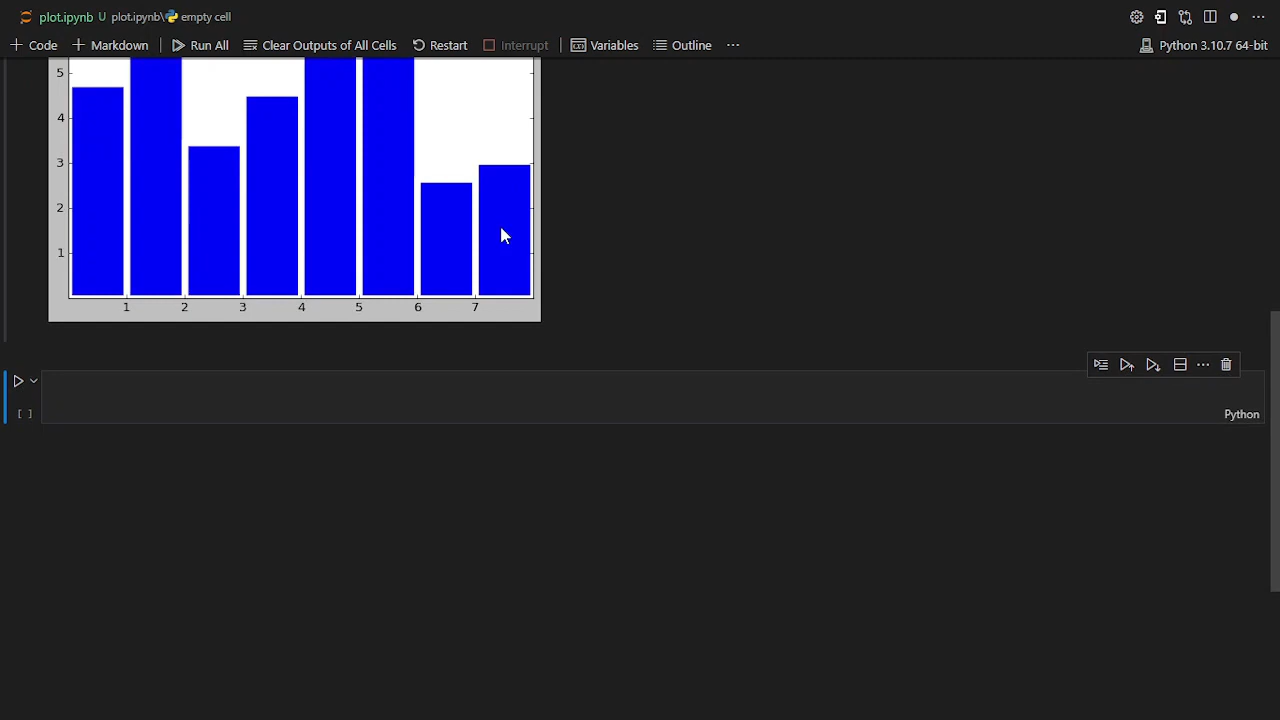 plot.ipynb U plot.ipynb\ empty cell
Code Markdown Run All Clear Outputs of All Cells Restart Interrupt Variables Outline ... Python 3.10.7 64-bit
5
4
3
2
1
1 2 3 4 5 6 7
[ ]
Python